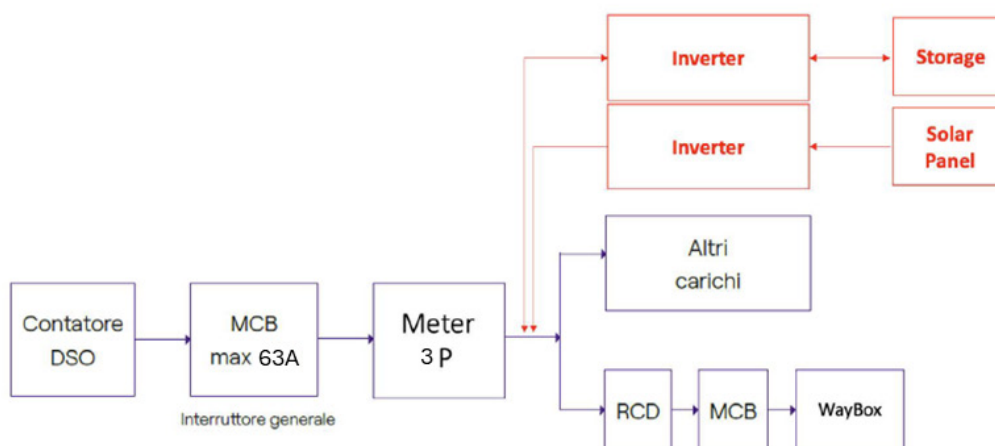 Inverter
Storage
Inverter
Solar
Panel
Altri
carichi
Contatore
DSO
MCB
max 63A
Interruttore generale
Meter
3 P
RCD
MCB
WayBox